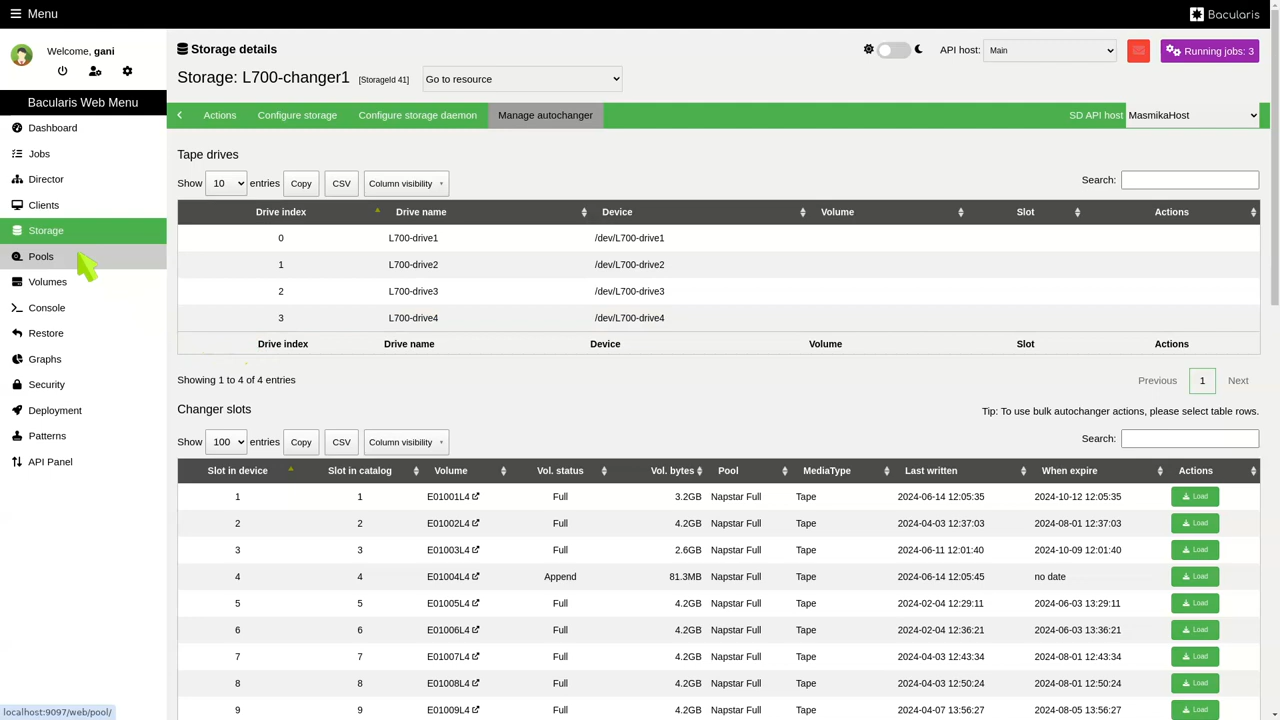 Menu
Bacularis
Welcome, gani
Bacularis Web Menu
Dashboard
Jobs
Director
Clients
Storage
Pools
Volumes
Console
Restore
Graphs
Security
Deployment
Patterns
API Panel
Storage details
API host: Main
Running jobs: 3
Storage: L700-changer1 [StorageId 41] Go to resource
Actions Configure storage Configure storage daemon Manage autochanger SD API host MasmikaHost
Tape drives
Show 10 entries Copy CSV Column visibility Search:
Drive index Drive name Device Volume Slot Actions
0 L700-drive1 /dev/L700-drive1
1 L700-drive2 /dev/L700-drive2
2 L700-drive3 /dev/L700-drive3
3 L700-drive4 /dev/L700-drive4
Drive index Drive name Device Volume Slot Actions
Showing 1 to 4 of 4 entries Previous 1 Next
Changer slots Tip: To use bulk autochanger actions, please select table rows.
Show 100 entries Copy CSV Column visibility Search:
Slot in device Slot in catalog Volume Vol. status Vol. bytes Pool MediaType Last written When expire Actions
1 1 E01001L4 Full 3.2GB Napstar Full Tape 2024-06-14 12:05:35 2024-10-12 12:05:35 Load
2 2 E01002L4 Full 4.2GB Napstar Full Tape 2024-04-03 12:37:03 2024-08-01 12:37:03 Load
3 3 E01003L4 Full 2.6GB Napstar Full Tape 2024-06-11 12:01:40 2024-10-09 12:01:40 Load
4 4 E01004L4 Append 81.3MB Napstar Full Tape 2024-06-14 12:05:45 no date Load
5 5 E01005L4 Full 4.2GB Napstar Full Tape 2024-02-04 12:29:11 2024-06-03 13:29:11 Load
6 6 E01006L4 Full 4.2GB Napstar Full Tape 2024-02-04 12:36:21 2024-06-03 13:36:21 Load
7 7 E01007L4 Full 4.2GB Napstar Full Tape 2024-04-03 12:43:34 2024-08-01 12:43:34 Load
8 8 E01008L4 Full 4.2GB Napstar Full Tape 2024-04-03 12:50:24 2024-08-01 12:50:24 Load
9 9 E01009L4 Full 4.2GB Napstar Full Tape 2024-04-07 13:56:27 2024-08-05 13:56:27 Load
localhost:9097/web/pool/